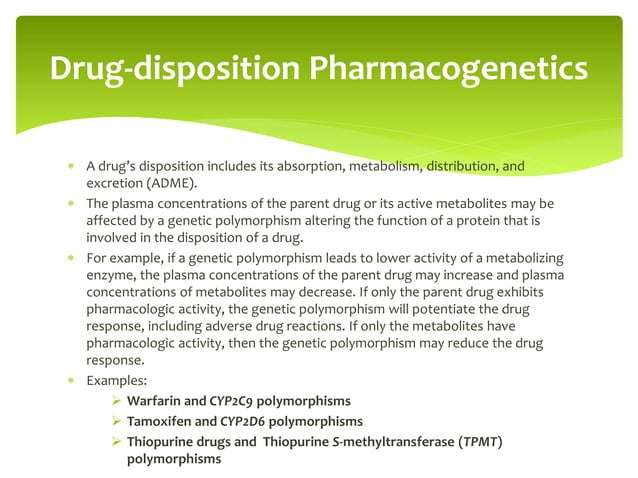 Drug-disposition Pharmacogenetics
A drug’s disposition includes its absorption, metabolism, distribution, and
excretion (ADME).
The plasma concentrations of the parent drug or its active metabolites may be
affected by a genetic polymorphism altering the function of a protein that is
involved in the disposition of a drug.
For example, if a genetic polymorphism leads to lower activity of a metabolizing
enzyme, the plasma concentrations of the parent drug may increase and plasma
concentrations of metabolites may decrease. If only the parent drug exhibits
pharmacologic activity, the genetic polymorphism will potentiate the drug
response, including adverse drug reactions. If only the metabolites have
pharmacologic activity, then the genetic polymorphism may reduce the drug
response.
Examples:
Warfarin and CYP2C9 polymorphisms
Tamoxifen and CYP2D6 polymorphisms
Thiopurine drugs and Thiopurine S-methyltransferase (TPMT)
polymorphisms